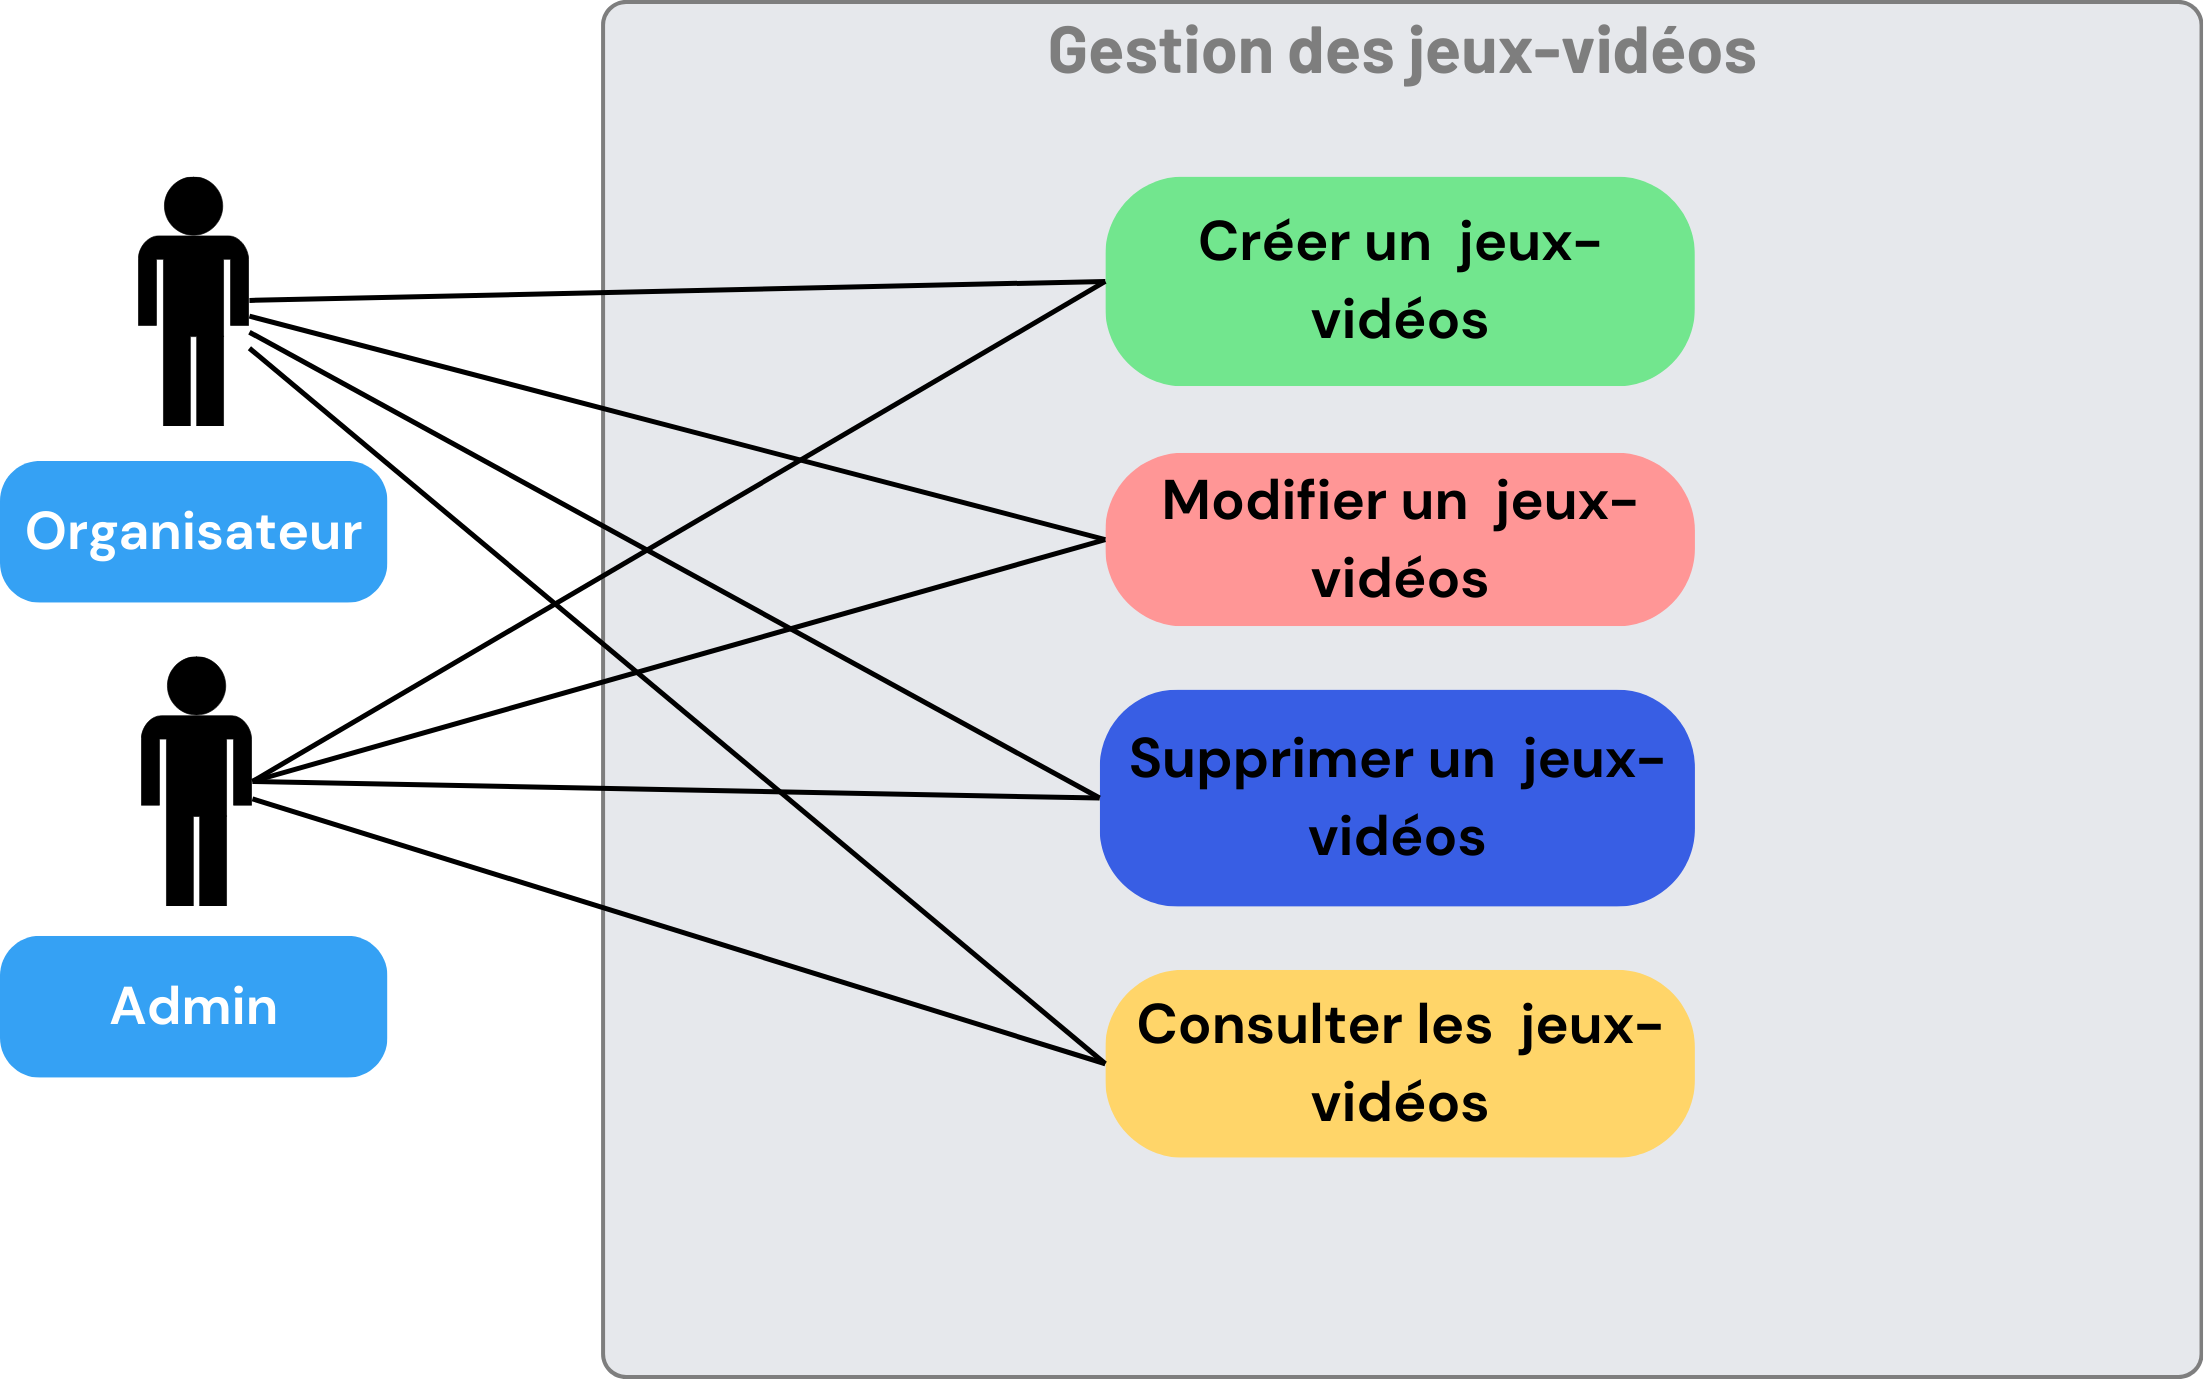 Gestion des jeux-vidéos
Créer un  jeux-
vidéos
Modifier un  jeux-
vidéos
Organisateur
Supprimer un  jeux-
vidéos
Admin
Consulter les  jeux-
vidéos